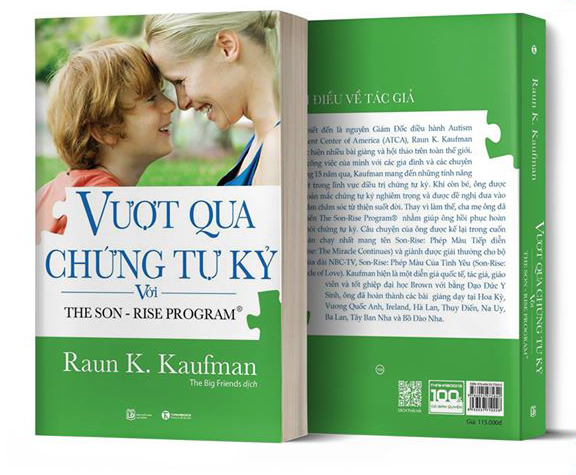 VƯỢT QUA
CHỨNG TỰ KỶ
Với
THE SON - RISE PROGRAM®
Raun K. Kaufman
The Big Friends dịch
ĐIỀU VỀ TÁC GIẢ
biết đến là nguyên Giám Đốc điều hành Autism
Center of America (ATCA), Raun K. Kaufman
hiện nhiều bài giảng và hội thảo trên toàn thế giới.
công việc của mình với các gia đình và các chuyên
15 năm qua, Kaufman mang đến những tính năng
trong lĩnh vực điều trị chứng tự kỷ. Khi còn bé, ông được
mắc chứng tự kỷ nghiêm trọng và được đề nghị đưa vào
chăm sóc từ thiện suốt đời. Thay vì làm thế, cha mẹ ông đã
The Son-Rise Program® nhằm giúp ông hồi phục hoàn
chứng tự kỷ. Câu chuyện của ông được kể lại trong cuốn
bán chạy nhất mang tên Son-Rise: Phép Màu Tiếp diễn
The Miracle Continues) và giành được giải thưởng cho bộ
của đài NBC-TV, Son-Rise: Phép Màu Của Tình Yêu (Son-Rise:
of Love). Kaufman hiện là một diễn giả quốc tế, tác giả, giáo
viên và tốt nghiệp đại học Brown với bằng Đạo Đức Y
Sinh, ông đã hoàn thành các bài giảng dạy tại Hoa Kỳ,
Vương Quốc Anh, Ireland, Hà Lan, Thụy Điển, Na Uy,
Ba Lan, Tây Ban Nha và Bồ Đào Nha.
THAIHABOOKS
100%
Giá: 115.000đ
Raun K. Kaufman
VƯỢT QUA CHỨNG TỰ KỶ
Với
THE SON - RISE PROGRAM®